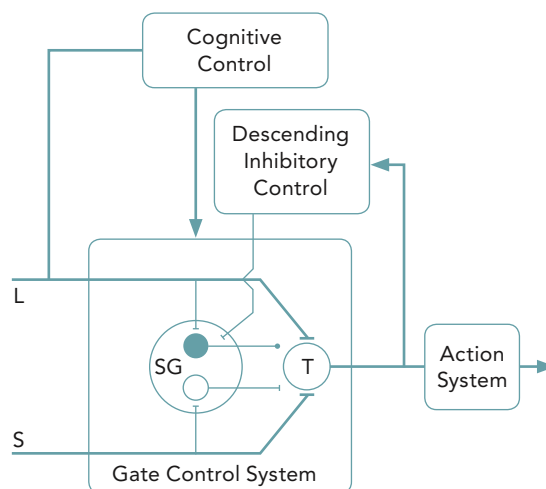 Cognitive
Control
Descending
Inhibitory
Control
L
SG
T
Action
System
S
Gate Control System